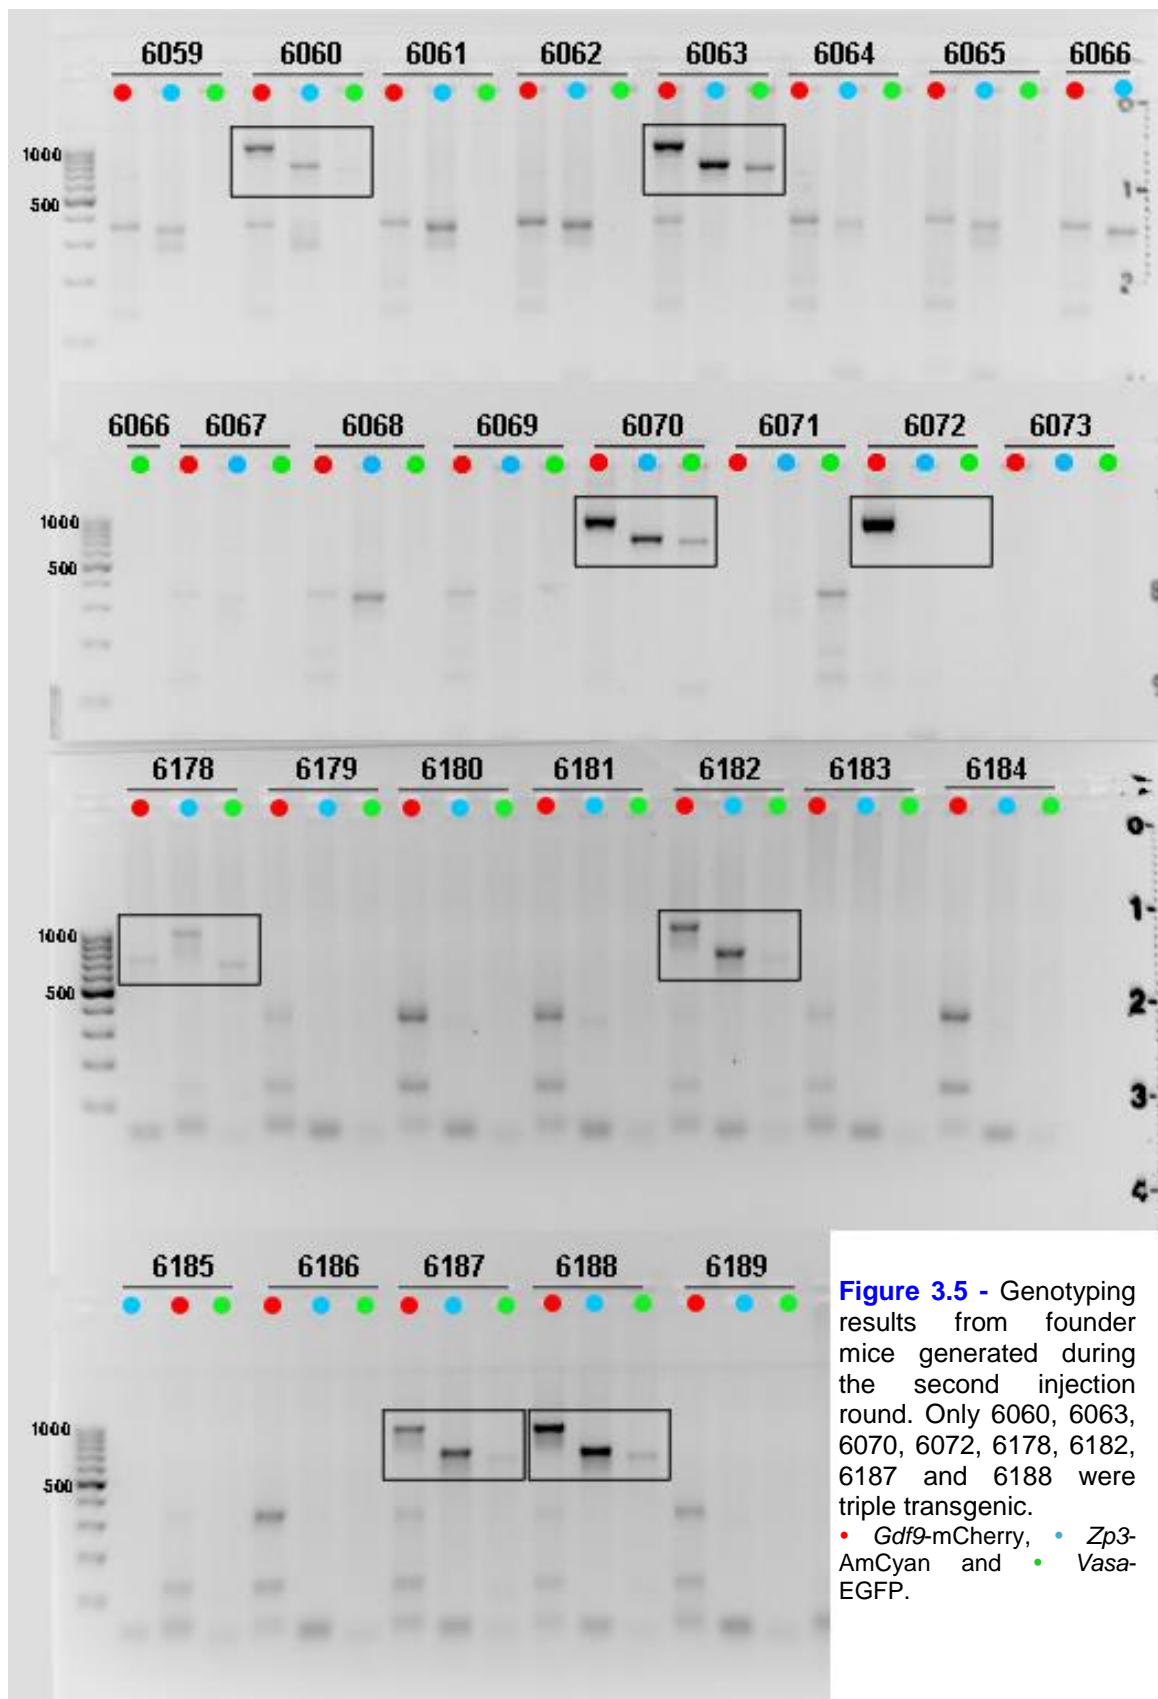 6059 6060 6061 6062 6063 6064 6065 6066
0
1000
1
500
2
6066 6067 6068 6069 6070 6071 6072 6073
1000
500
6178 6179 6180 6181 6182 6183 6184
0
1
1000
500
2
3
4
6185 6186 6187 6188 6189
1000
500
Figure 3.5 - Genotyping
results from founder
mice generated during
the second injection
round. Only 6060, 6063,
6070, 6072, 6178, 6182,
6187 and 6188 were
triple transgenic.
• Gdf9-mCherry, • Zp3-
AmCyan and • Vasa-
EGFP.